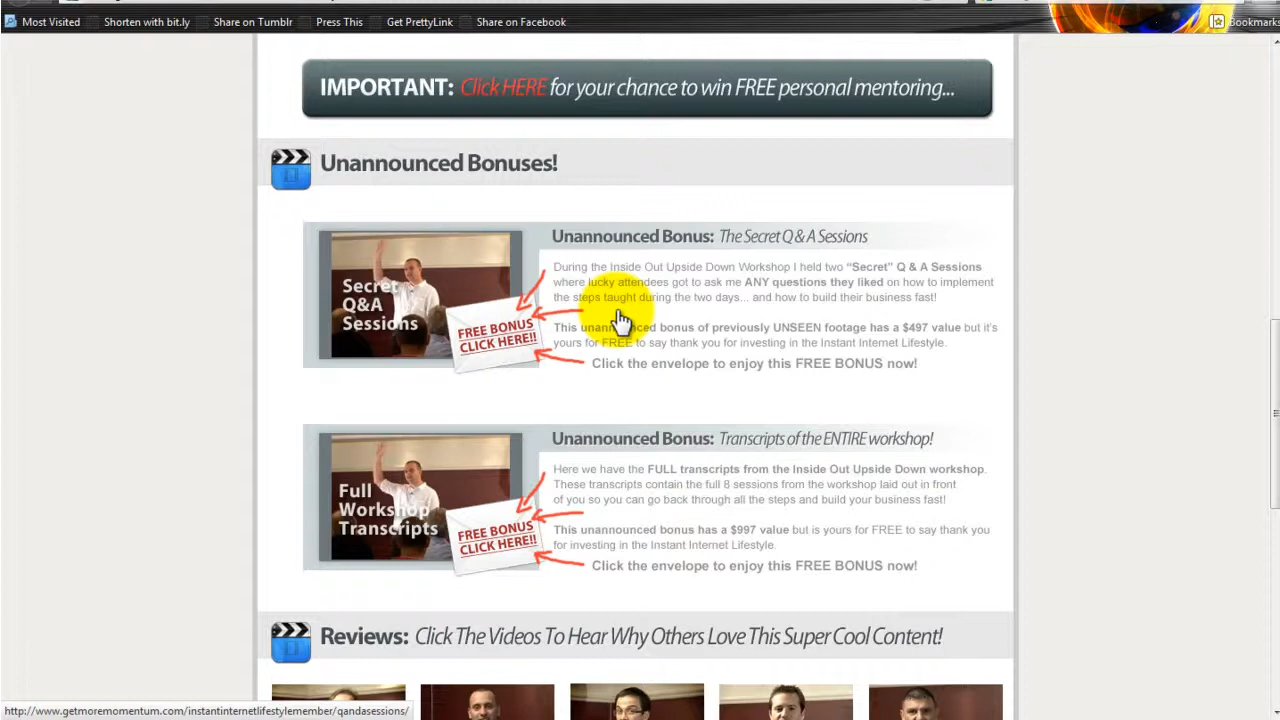 Most Visited Shorten with bit.ly Share on Tumblr Press This Get PrettyLink Share on Facebook Bookmarks
IMPORTANT: Click HERE for your chance to win FREE personal mentoring...
Unannounced Bonuses!
Secret
Q&A
Sessions
FREE BONUS
CLICK HERE!!
Unannounced Bonus: The Secret Q & A Sessions
During the Inside Out Upside Down Workshop I held two “Secret” Q & A Sessions
where lucky attendees got to ask me ANY questions they liked on how to implement
the steps taught during the two days... and how to build their business fast!
This unannounced bonus of previously UNSEEN footage has a $497 value but it's
yours for FREE to say thank you for investing in the Instant Internet Lifestyle.
Click the envelope to enjoy this FREE BONUS now!
Full
Workshop
Transcripts
FREE BONUS
CLICK HERE!!
Unannounced Bonus: Transcripts of the ENTIRE workshop!
Here we have the FULL transcripts from the Inside Out Upside Down workshop.
These transcripts contain the full 8 sessions from the workshop laid out in front
of you so you can go back through all the steps and build your business fast!
This unannounced bonus has a $997 value but is yours for FREE to say thank you
for investing in the Instant Internet Lifestyle.
Click the envelope to enjoy this FREE BONUS now!
Reviews: Click The Videos To Hear Why Others Love This Super Cool Content!
http://www.getmoremomentum.com/instantinternetlifestylemember/qandasessions/